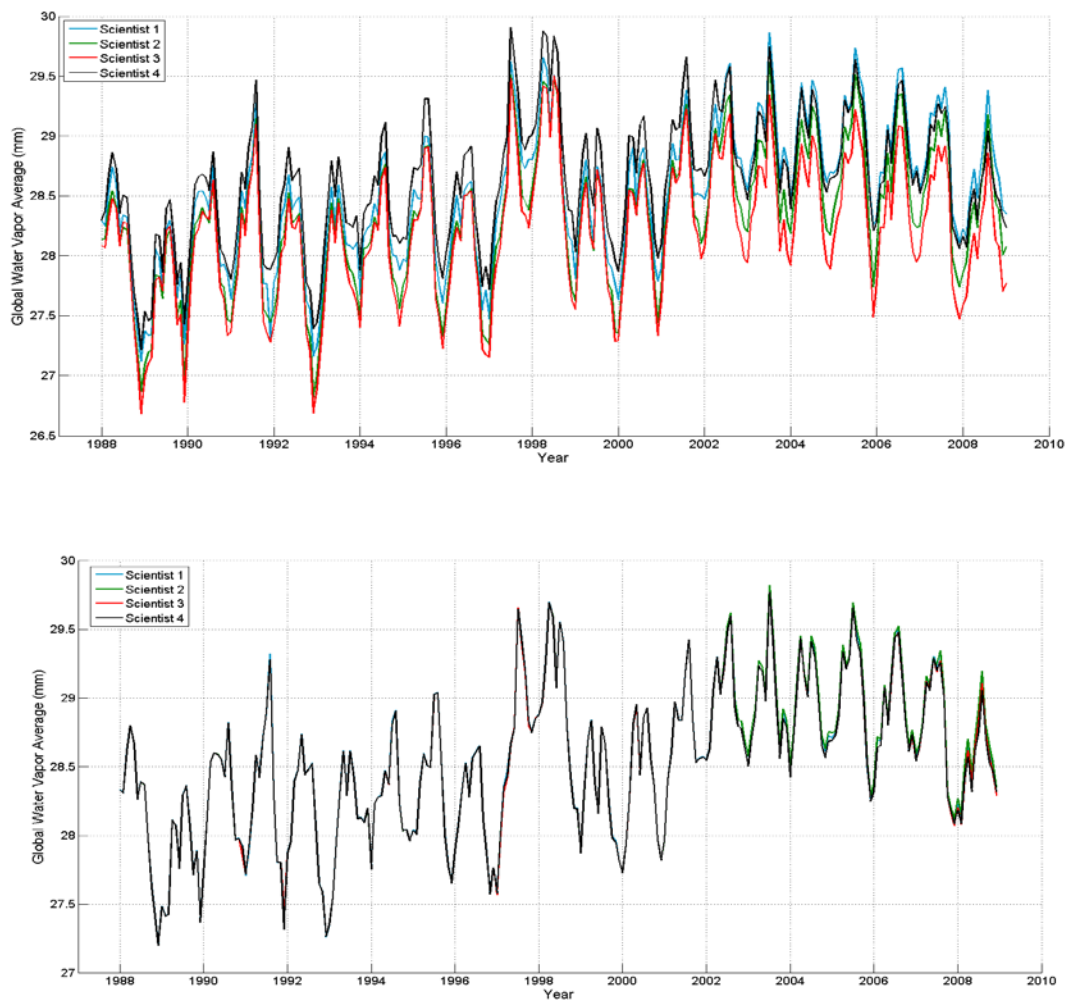 30
29.5
29
28.5
28
27.5
27
26.5
Global Water Vapor Average (mm)
Scientist 1
Scientist 2
Scientist 3
Scientist 4
1988 1990 1992 1994 1996 1998 2000 2002 2004 2006 2008 2010
Year
30
29.5
29
28.5
28
27.5
27
Global Water Vapor Average (mm)
Scientist 1
Scientist 2
Scientist 3
Scientist 4
1988 1990 1992 1994 1996 1998 2000 2002 2004 2006 2008 2010
Year